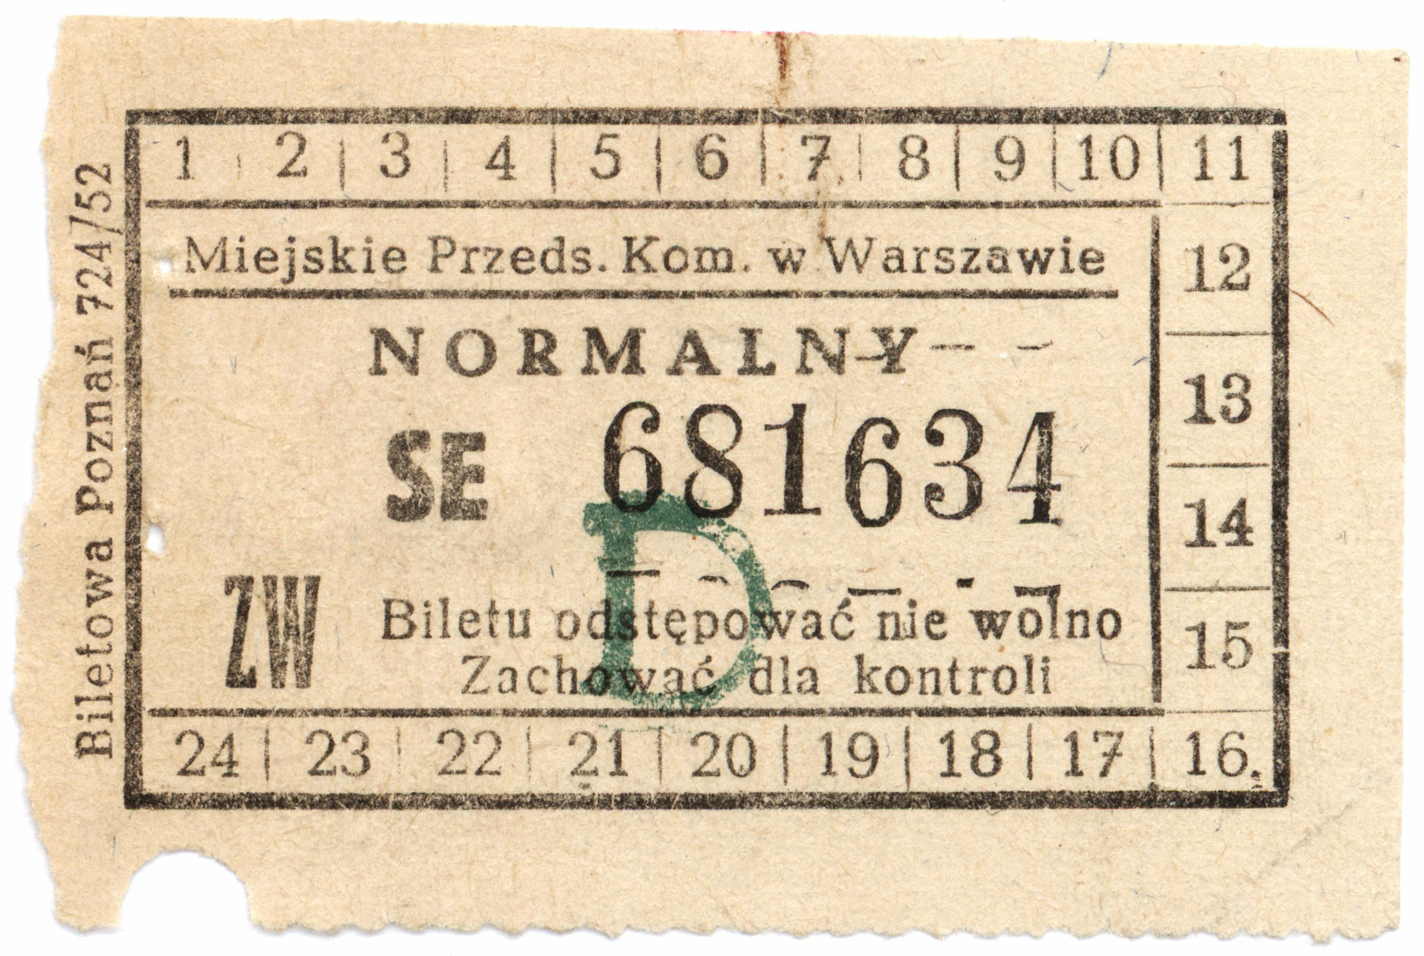 1 2 3 4 5 6 7 8 9 10 11
Miejskie Przeds. Kom. w Warszawie
12
NORMALNY
13
SE 681634
14
D
ZW
Biletu odstępować nie wolno
15
Zachować dla kontroli
24 23 22 21 20 19 18 17 16
Biletowa Poznań 724/52